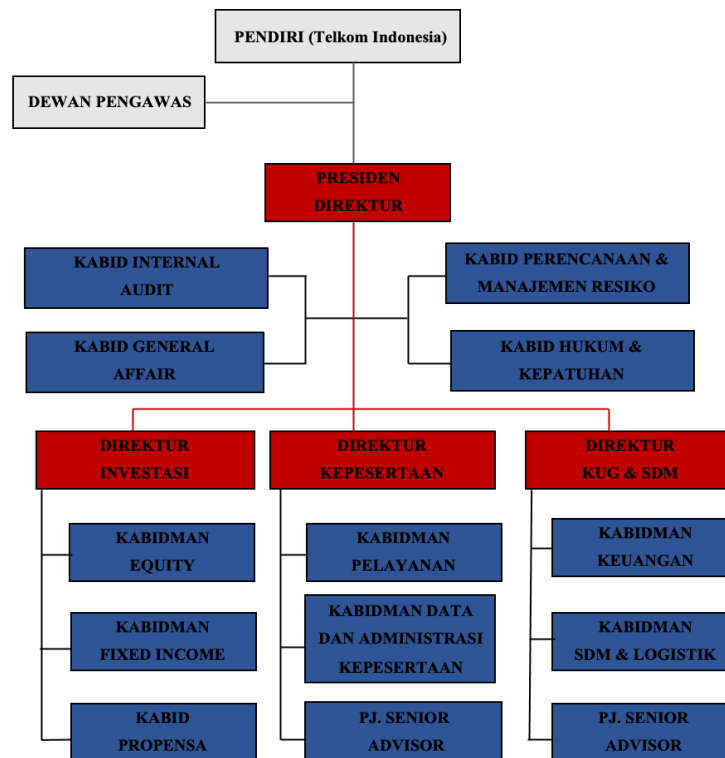 PENDIRI (Telkom Indonesia)
DEWAN PENGAWAS
PRESIDEN
DIREKTUR
KABID INTERNAL
AUDIT
KABID PERENCANAAN &
MANAJEMEN RESIKO
KABID GENERAL
AFFAIR
KABID HUKUM &
KEPATUHAN
DIREKTUR
INVESTASI
DIREKTUR
KEPESERTAAN
DIREKTUR
KUG & SDM
KABIDMAN
EQUITY
KABIDMAN
PELAYANAN
KABIDMAN
KEUANGAN
KABIDMAN
FIXED INCOME
KABIDMAN DATA
DAN ADMINISTRASI
KEPESERTAAN
KABIDMAN
SDM & LOGISTIK
KABID
PROPENSA
PJ. SENIOR
ADVISOR
PJ. SENIOR
ADVISOR